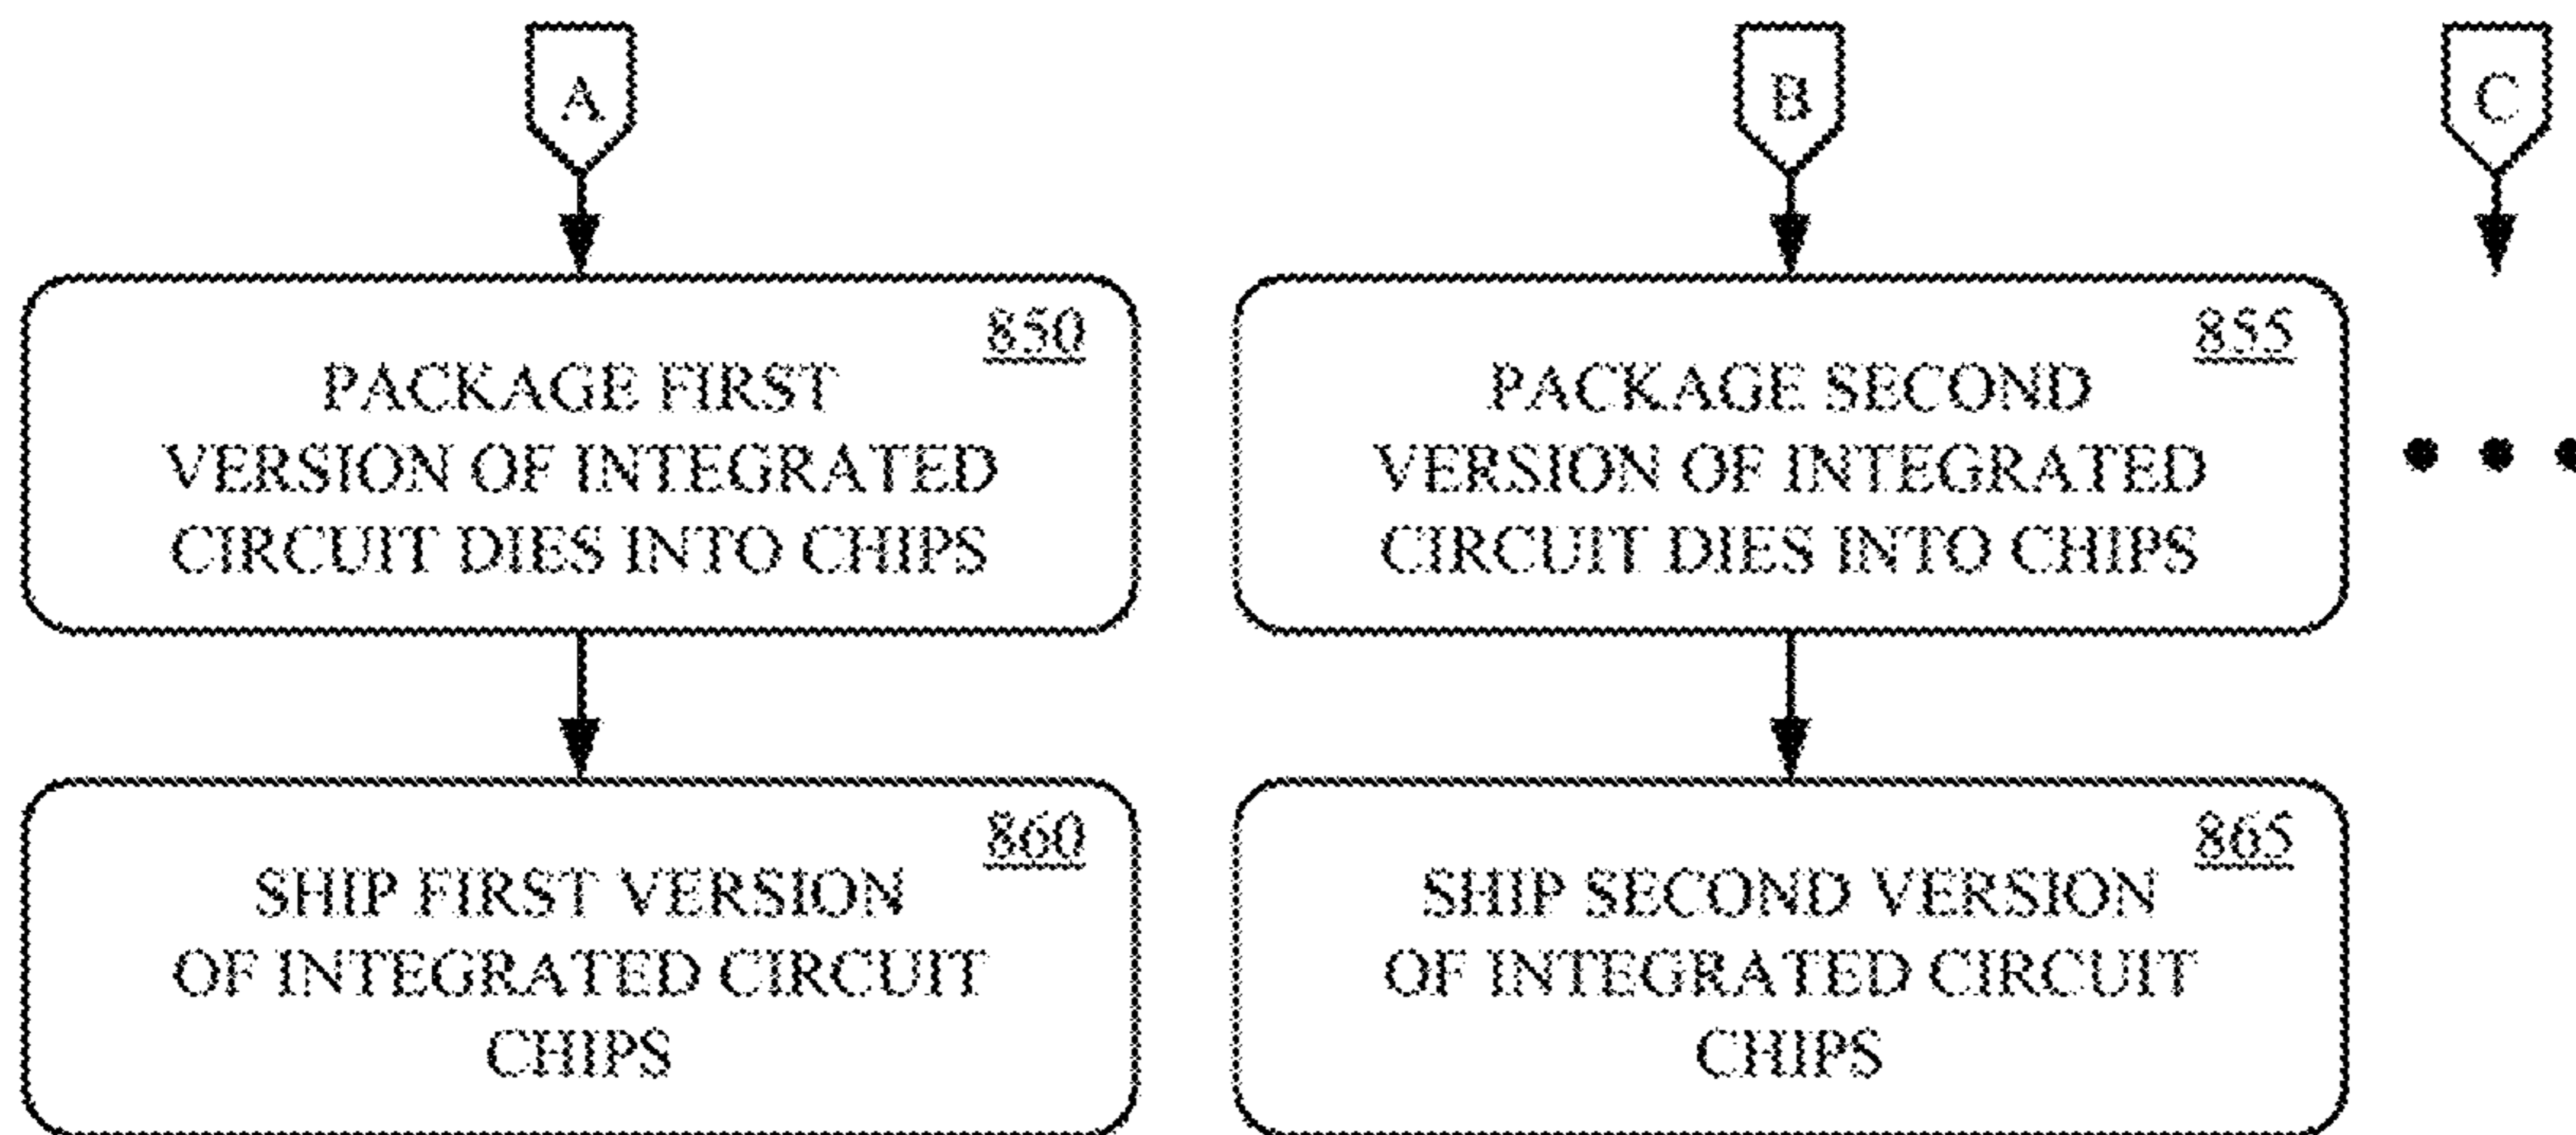 A
B
C
850
PACKAGE FIRST
VERSION OF INTEGRATED
CIRCUIT DIES INTO CHIPS
855
PACKAGE SECOND
VERSION OF INTEGRATED
CIRCUIT DIES INTO CHIPS
860
SHIP FIRST VERSION
OF INTEGRATED CIRCUIT
CHIPS
865
SHIP SECOND VERSION
OF INTEGRATED CIRCUIT
CHIPS